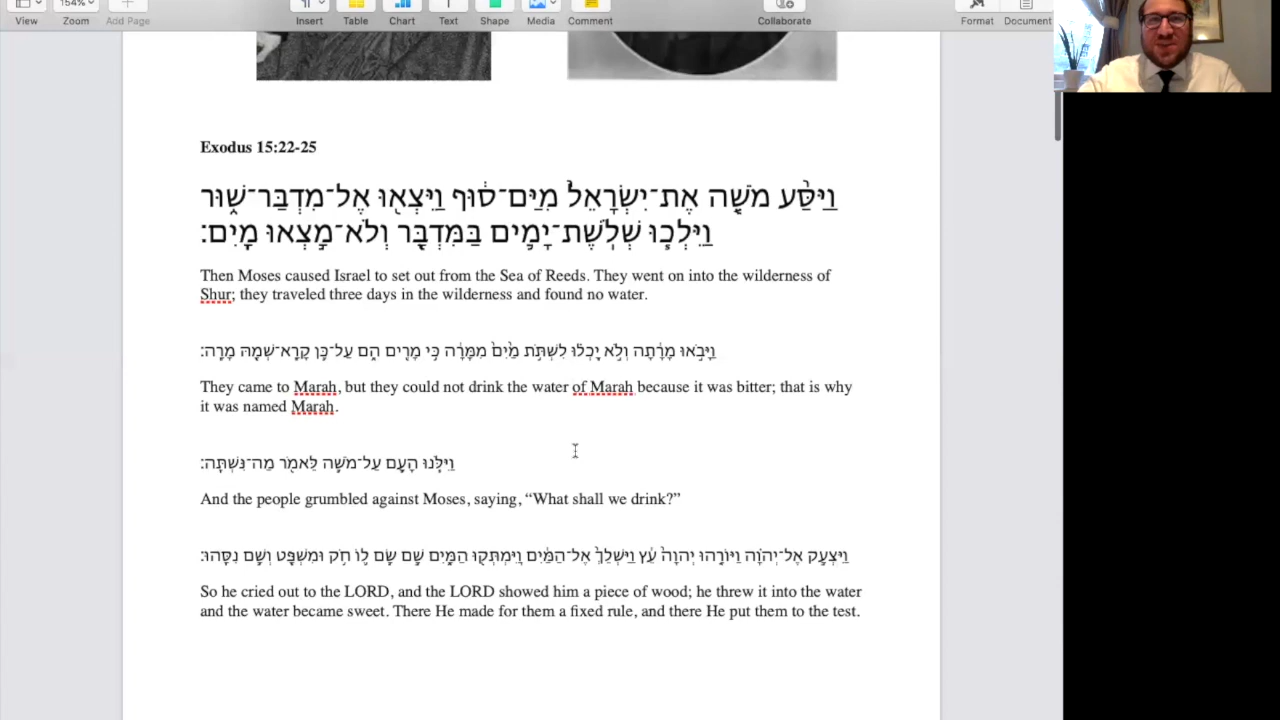 View
154%
Zoom
Add Page
Insert
Table
Chart
Text
Shape
Media
Comment
Collaborate
Format
Document
Exodus 15:22-25
וַיַּסַּ֨ע מֹשֶׁ֤ה אֶת־יִשְׂרָאֵל֙ מִיַּם־ס֔וּף וַיֵּצְא֖וּ אֶל־מִדְבַּר־שׁ֑וּר
וַיֵּלְכ֧וּ שְׁלֹֽשֶׁת־יָמִ֛ים בַּמִּדְבָּ֖ר וְלֹא־מָ֥צְאוּ מָֽיִם׃
Then Moses caused Israel to set out from the Sea of Reeds. They went on into the wilderness of
Shur; they traveled three days in the wilderness and found no water.
וַיָּבֹ֣אוּ מָרָ֔תָה וְלֹ֣א יָֽכְל֗וּ לִשְׁתֹּ֥ת מַ֙יִם֙ מִמָּרָ֔ה כִּ֥י מָרִ֖ים הֵ֑ם עַל־כֵּ֥ן קָרָֽא־שְׁמָ֖הּ מָרָֽה׃
They came to Marah, but they could not drink the water of Marah because it was bitter; that is why
it was named Marah.
וַיִּלֹּ֧נוּ הָעָ֛ם עַל־מֹשֶׁ֥ה לֵּאמֹ֖ר מַה־נִּשְׁתֶּֽה׃
And the people grumbled against Moses, saying, “What shall we drink?”
וַיִּצְעַ֣ק אֶל־יְהוָ֗ה וַיּוֹרֵ֤הוּ יְהוָה֙ עֵ֔ץ וַיַּשְׁלֵךְ֙ אֶל־הַמַּ֔יִם וַֽיִּמְתְּק֖וּ הַמָּ֑יִם שָׁ֣ם שָׂ֥ם ל֛וֹ חֹ֥ק וּמִשְׁפָּ֖ט וְשָׁ֥ם נִסָּֽהוּ׃
So he cried out to the LORD, and the LORD showed him a piece of wood; he threw it into the water
and the water became sweet. There He made for them a fixed rule, and there He put them to the test.